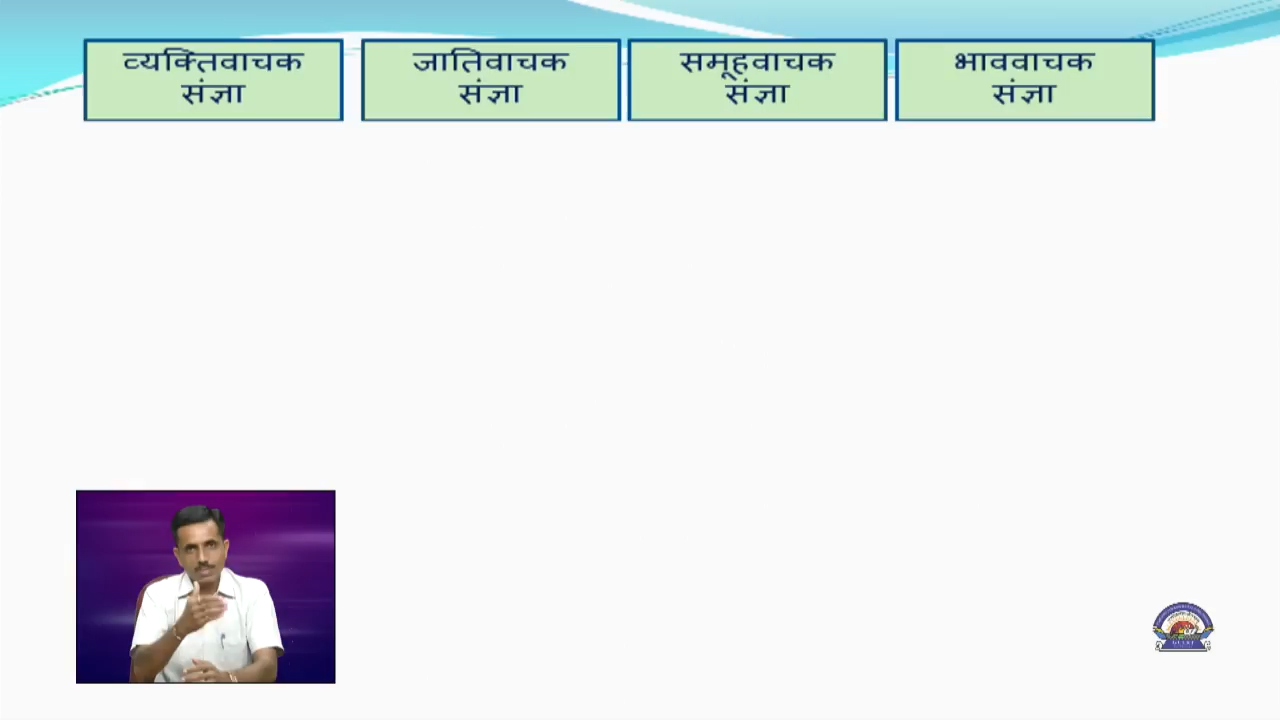 व्यक्तिवाचक
संज्ञा
जातिवाचक
संज्ञा
समूहवाचक
संज्ञा
भाववाचक
संज्ञा